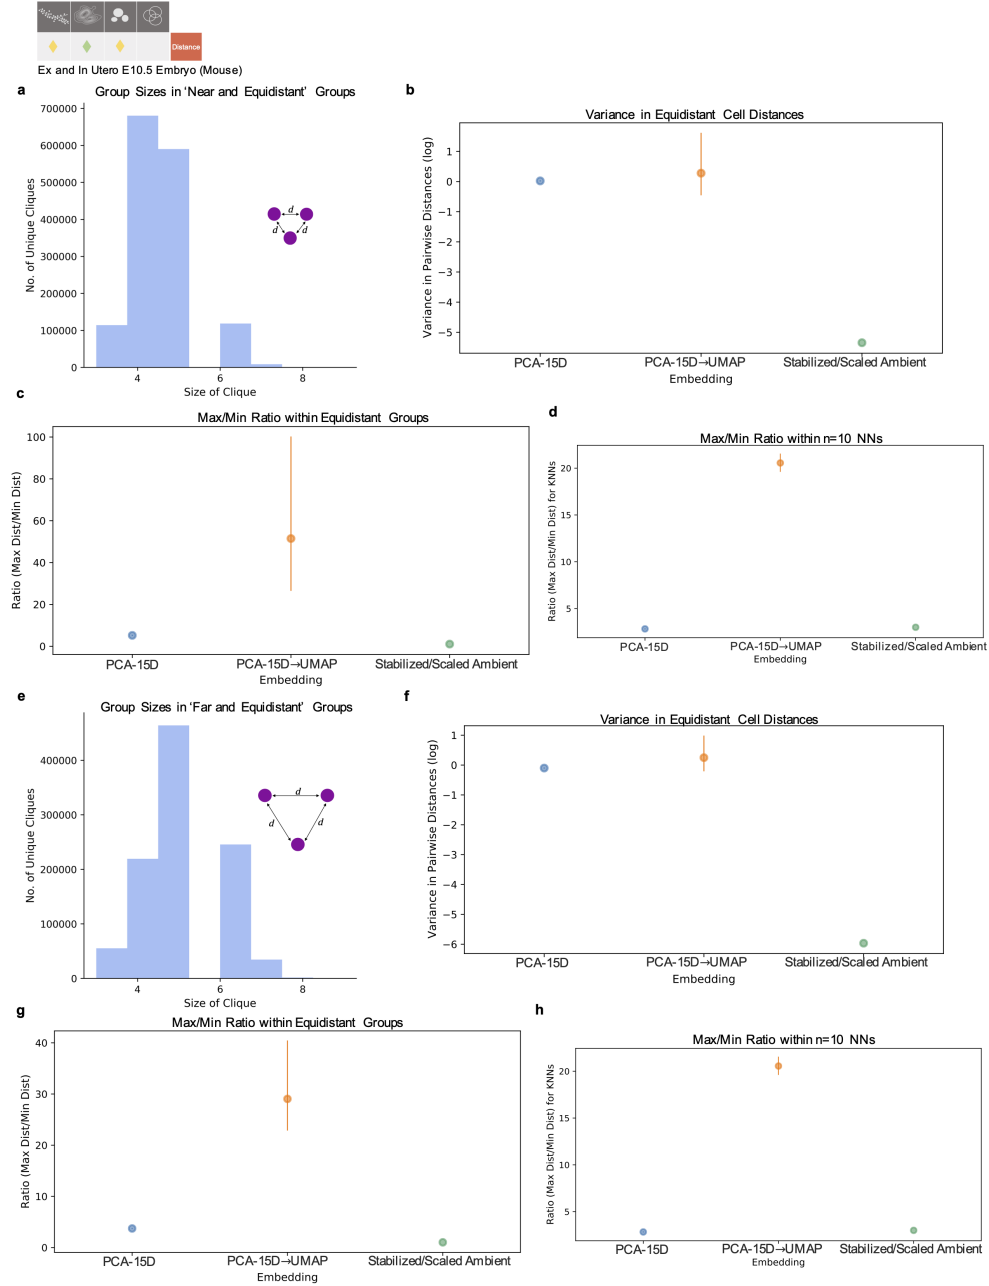 Distance
Ex and In Utero E10.5 Embryo (Mouse)
a
Group Sizes in 'Near and Equidistant' Groups
No. of Unique Cliques
700000
600000
500000
400000
300000
200000
100000
0
d
d d
4 6 8
Size of Clique
b
Variance in Equidistant Cell Distances
Variance in Pairwise Distances (log)
1
0
−1
−2
−3
−4
−5
PCA-15D PCA-15D→UMAP Stabilized/Scaled Ambient
Embedding
c
Max/Min Ratio within Equidistant Groups
Ratio (Max Dist/Min Dist)
100
80
60
40
20
0
PCA-15D PCA-15D→UMAP Stabilized/Scaled Ambient
Embedding
d
Max/Min Ratio within n=10 NNs
Ratio (Max Dist/Min Dist) for KNNs
20
15
10
5
PCA-15D PCA-15D→UMAP Stabilized/Scaled Ambient
Embedding
e
Group Sizes in 'Far and Equidistant' Groups
No. of Unique Cliques
400000
300000
200000
100000
0
d
d d
4 6 8
Size of Clique
f
Variance in Equidistant Cell Distances
Variance in Pairwise Distances (log)
1
0
−1
−2
−3
−4
−5
−6
PCA-15D PCA-15D→UMAP Stabilized/Scaled Ambient
Embedding
g
Max/Min Ratio within Equidistant Groups
Ratio (Max Dist/Min Dist)
40
30
20
10
0
PCA-15D PCA-15D→UMAP Stabilized/Scaled Ambient
Embedding
h
Max/Min Ratio within n=10 NNs
Ratio (Max Dist/Min Dist) for KNNs
20
15
10
5
PCA-15D PCA-15D→UMAP Stabilized/Scaled Ambient
Embedding